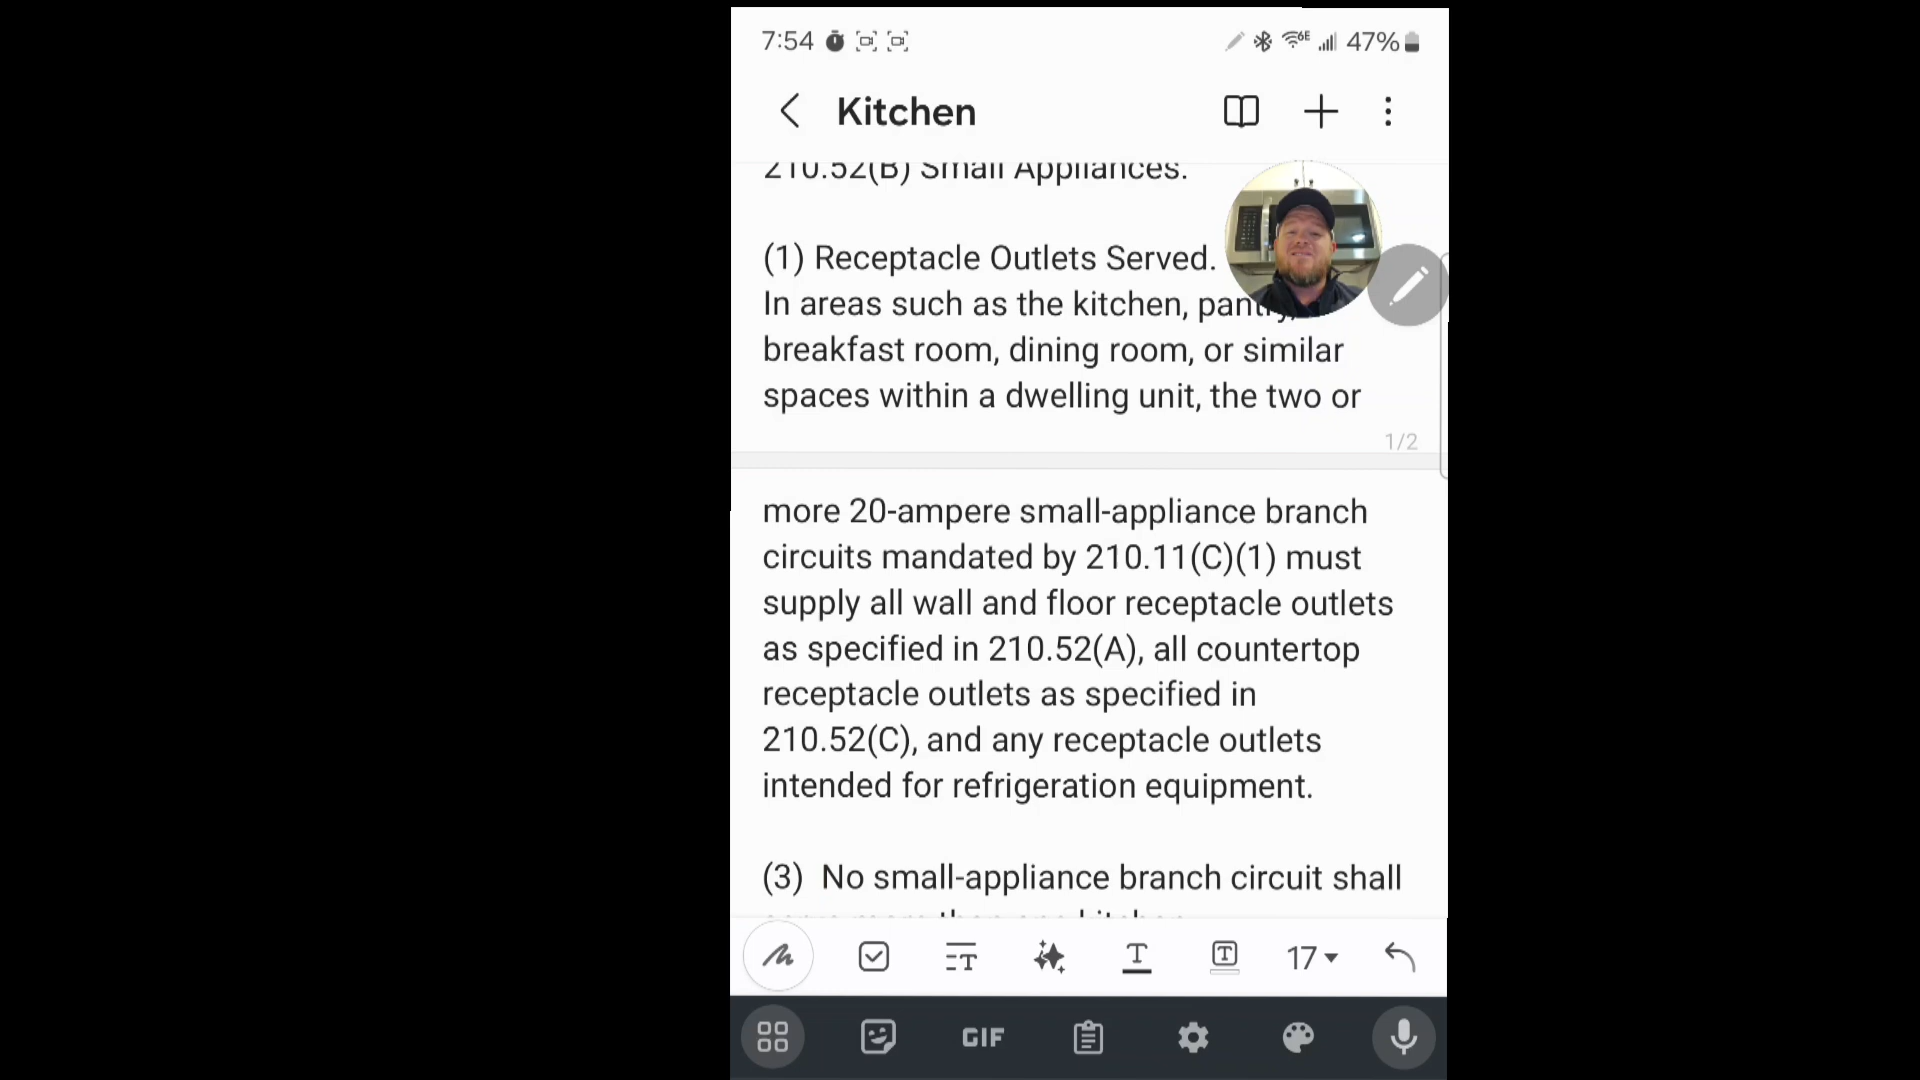 7:54 6E 47%
Kitchen
210.52(B) Small Appliances.
(1) Receptacle Outlets Served.
In areas such as the kitchen, pantry,
breakfast room, dining room, or similar
spaces within a dwelling unit, the two or
1/2
more 20-ampere small-appliance branch
circuits mandated by 210.11(C)(1) must
supply all wall and floor receptacle outlets
as specified in 210.52(A), all countertop
receptacle outlets as specified in
210.52(C), and any receptacle outlets
intended for refrigeration equipment.
(3) No small-appliance branch circuit shall
17
GIF